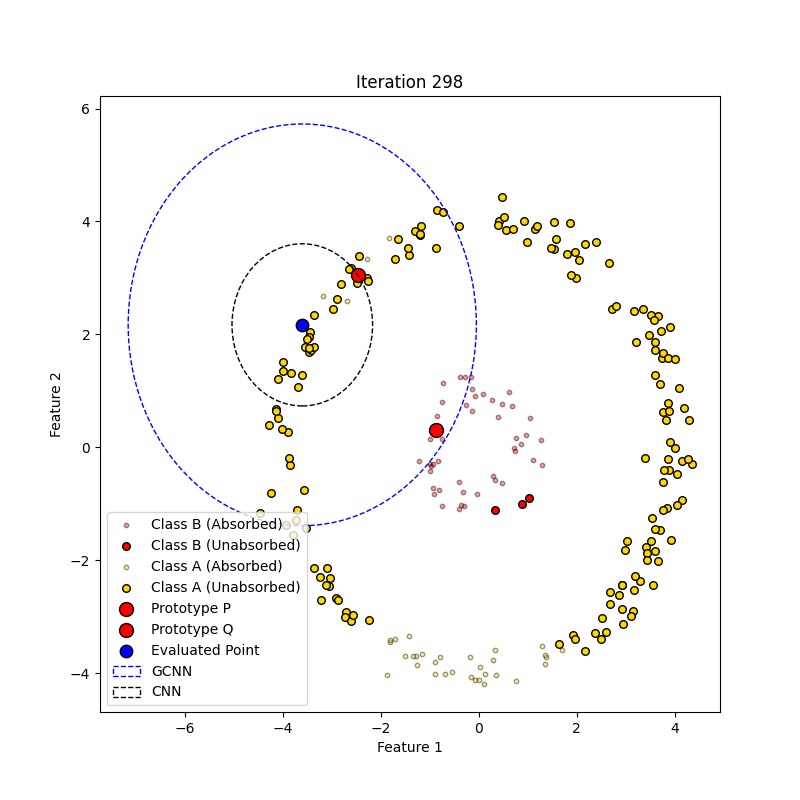 Iteration 298
6
4
2
0
−2
−4
Feature 2
Class B (Absorbed)
Class B (Unabsorbed)
Class A (Absorbed)
Class A (Unabsorbed)
Prototype P
Prototype Q
Evaluated Point
GCNN
CNN
−6
−4
−2
0
2
4
Feature 1